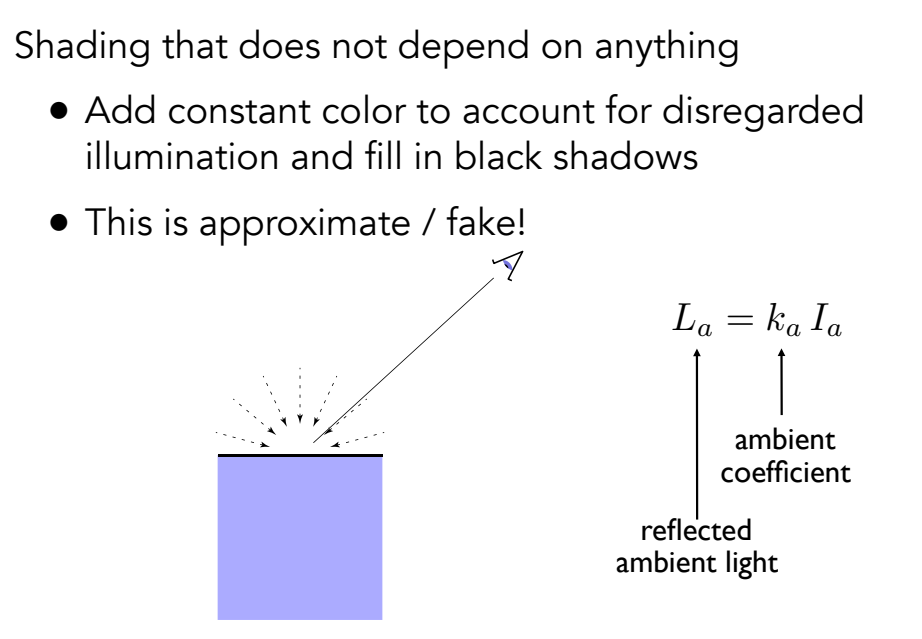 Shading that does not depend on anything
• Add constant color to account for disregarded
illumination and fill in black shadows
• This is approximate / fake!
L_a = k_a I_a
ambient
coefficient
reflected
ambient light